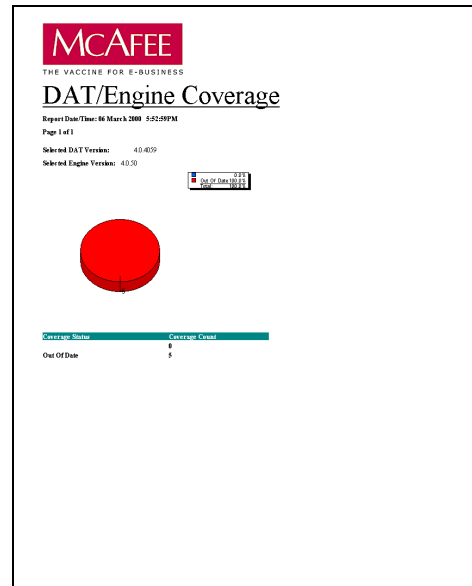 McAFEE
THE VACCINE FOR E-BUSINESS
DAT/Engine Coverage
Report Date/Time: 06 March 2000 5:52:59PM
Page 1 of 1
Selected DAT Version: 4.0.4059
Selected Engine Version: 4.0.50
0.0%
Out Of Date 100.0%
Total 100.0%
5
Coverage Status Coverage Count
0
Out Of Date 5